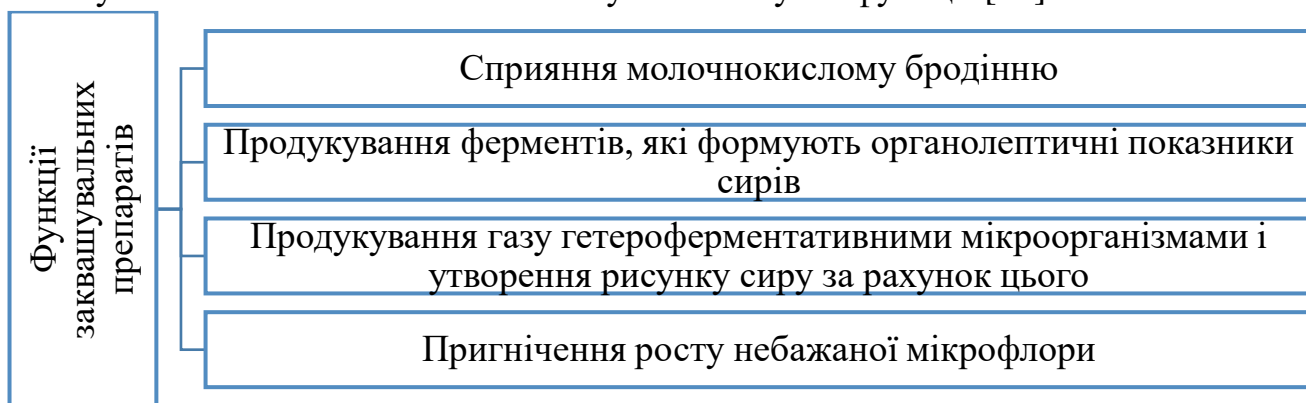 Функції
заквашувальних
препаратів
Сприяння молочнокислому бродінню
Продукування ферментів, які формують органолептичні показники
сирів
Продукування газу гетероферментативними мікроорганізмами і
утворення рисунку сиру за рахунок цього
Пригнічення росту небажаної мікрофлори